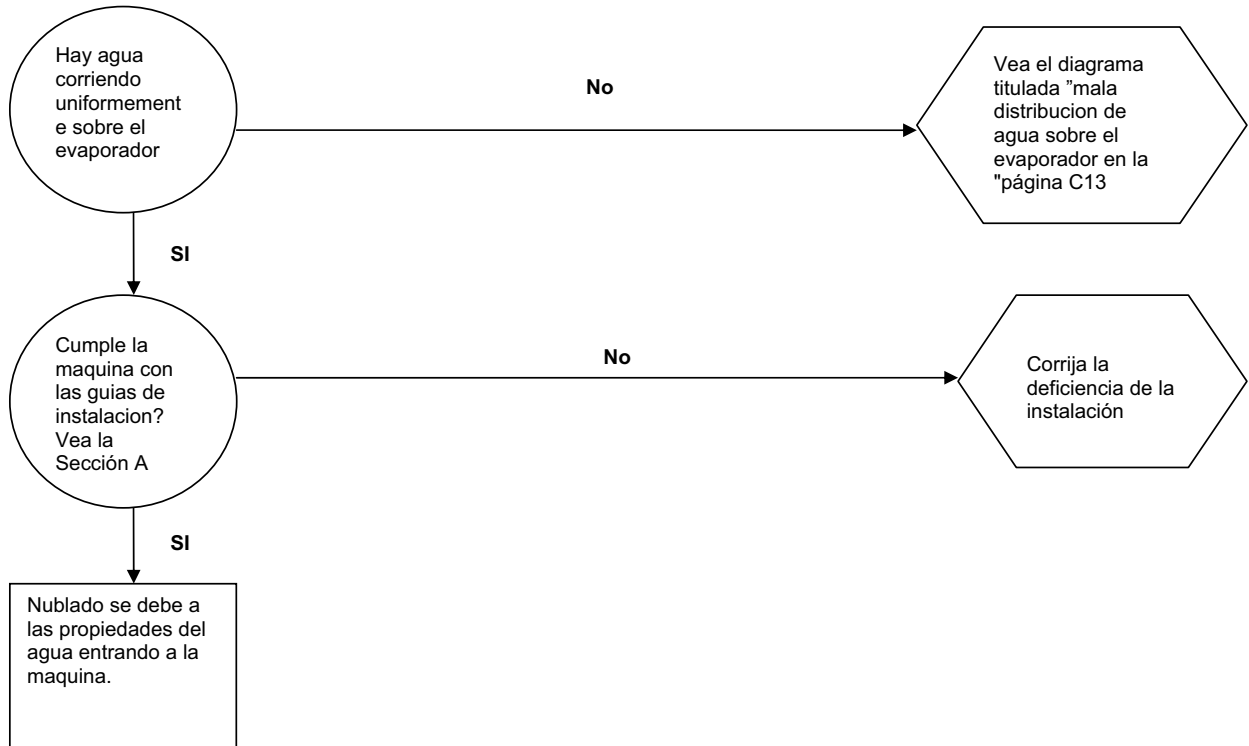 Hay agua
corriendo
uniformement
e sobre el
evaporador
No
Vea el diagrama
titulada ”mala
distribucion de
agua sobre el
evaporador en la
"página C13
SI
Cumple la
maquina con
las guias de
instalacion?
Vea la
Sección A
No
Corrija la
deficiencia de la
instalación
SI
Nublado se debe a
las propiedades del
agua entrando a la
maquina.